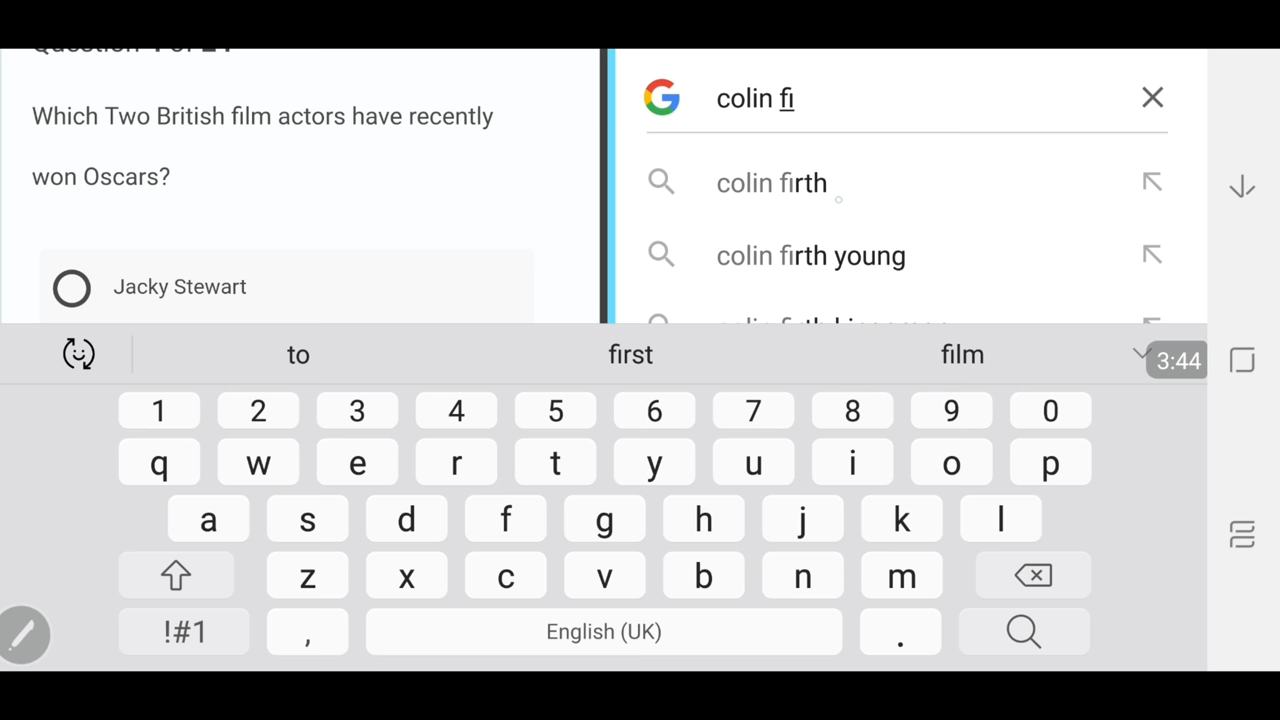 Which Two British film actors have recently
won Oscars?
Jacky Stewart
colin fi
colin firth
colin firth young
to first film
3:44
1 2 3 4 5 6 7 8 9 0
q w e r t y u i o p
a s d f g h j k l
z x c v b n m
!#1 , English (UK) .